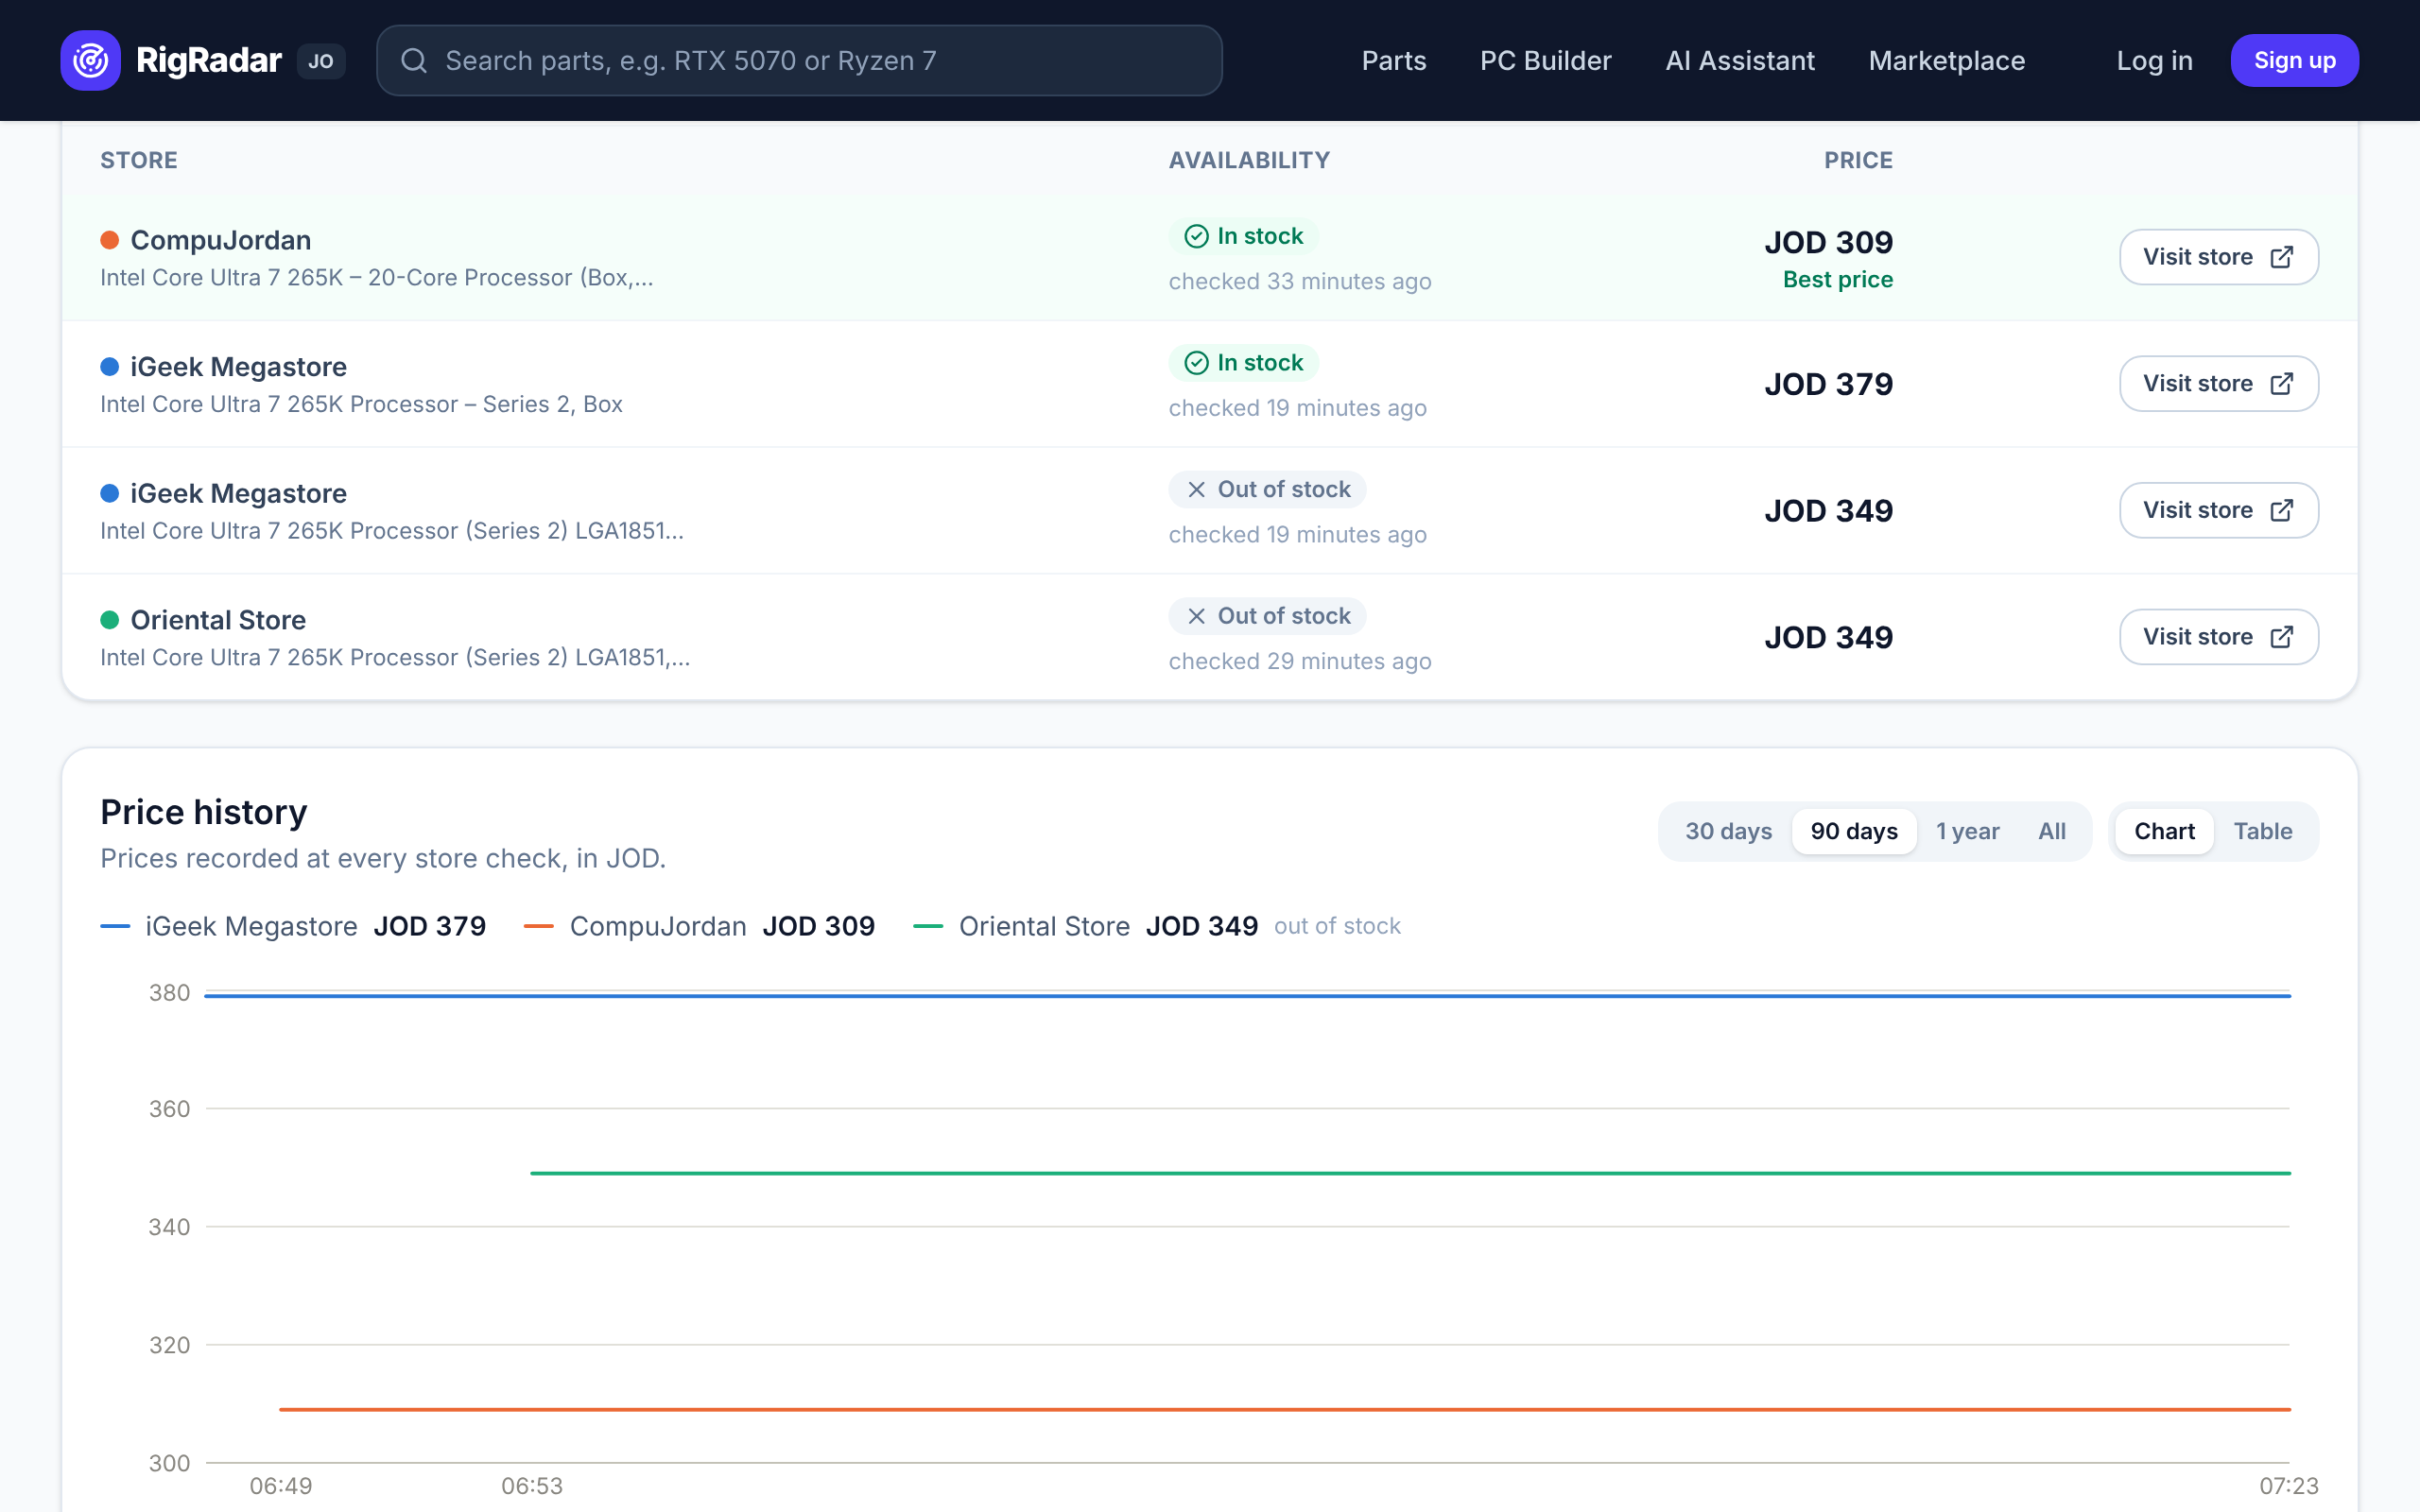 RigRadar JO
Search parts, e.g. RTX 5070 or Ryzen 7
Parts PC Builder AI Assistant Marketplace Log in Sign up
STORE AVAILABILITY PRICE
CompuJordan
Intel Core Ultra 7 265K – 20-Core Processor (Box,...
In stock
checked 33 minutes ago
JOD 309
Best price
Visit store
iGeek Megastore
Intel Core Ultra 7 265K Processor – Series 2, Box
In stock
checked 19 minutes ago
JOD 379
Visit store
iGeek Megastore
Intel Core Ultra 7 265K Processor (Series 2) LGA1851...
Out of stock
checked 19 minutes ago
JOD 349
Visit store
Oriental Store
Intel Core Ultra 7 265K Processor (Series 2) LGA1851,...
Out of stock
checked 29 minutes ago
JOD 349
Visit store
Price history
Prices recorded at every store check, in JOD.
30 days 90 days 1 year All Chart Table
iGeek Megastore JOD 379 CompuJordan JOD 309 Oriental Store JOD 349 out of stock
380
360
340
320
300
06:49 06:53 07:23